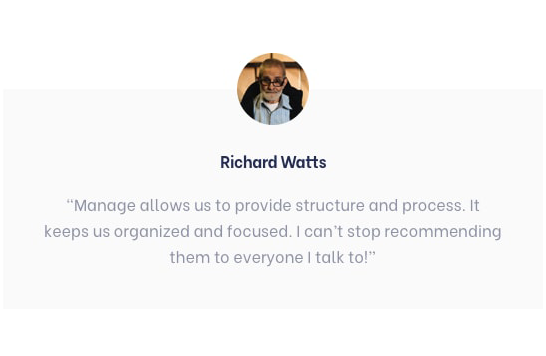 Richard Watts
“Manage allows us to provide structure and process. It
keeps us organized and focused. I can’t stop recommending
them to everyone I talk to!”